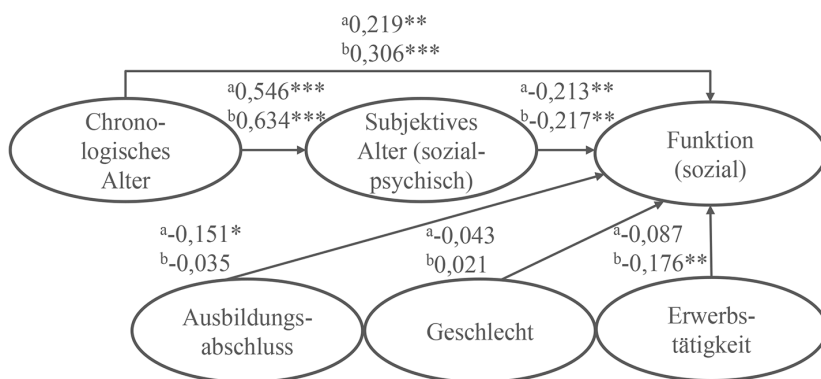 ᵃ0,219**
ᵇ0,306***
ᵃ0,546***
ᵇ0,634***
ᵃ-0,213**
ᵇ-0,217**
Chrono-
logisches
Alter
Subjektives
Alter (sozial-
psychisch)
Funktion
(sozial)
ᵃ-0,151*
ᵇ-0,035
ᵃ-0,043
ᵇ0,021
ᵃ-0,087
ᵇ-0,176**
Ausbildungs-
abschluss
Geschlecht
Erwerbs-
tätigkeit